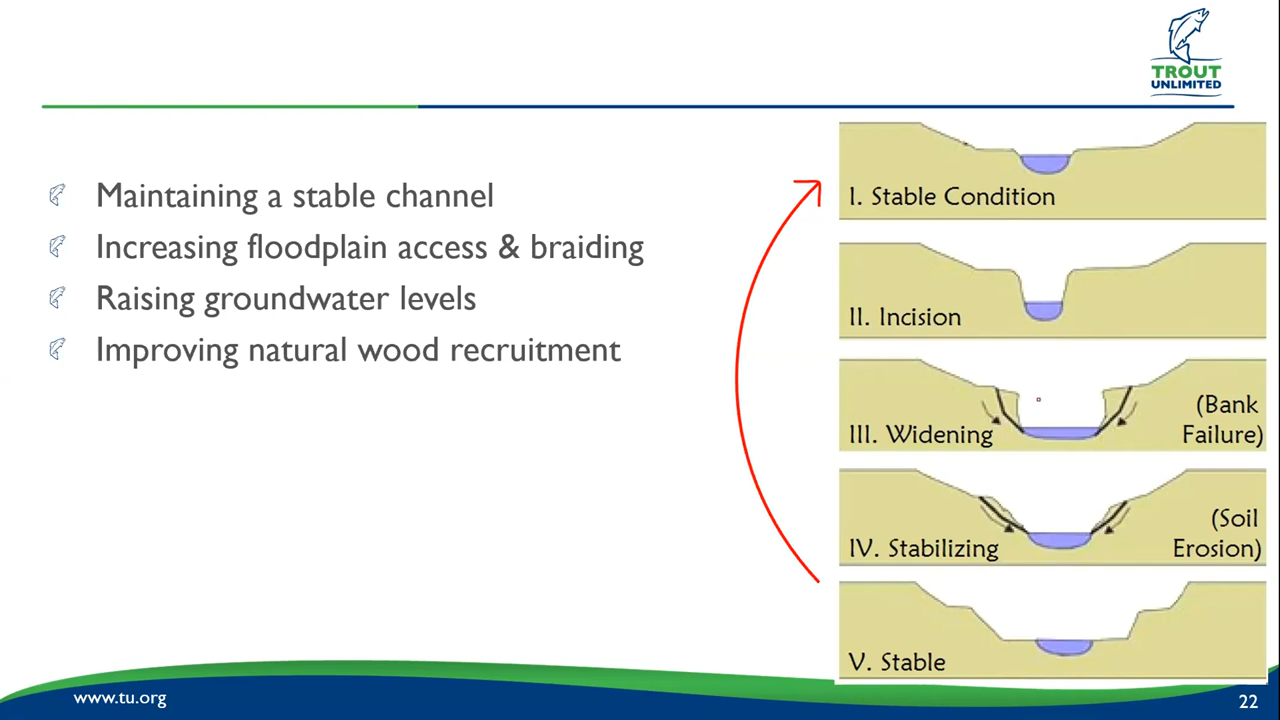 TROUT
UNLIMITED
Maintaining a stable channel
Increasing floodplain access & braiding
Raising groundwater levels
Improving natural wood recruitment
I. Stable Condition
II. Incision
III. Widening
(Bank
Failure)
IV. Stabilizing
(Soil
Erosion)
V. Stable
www.tu.org
22